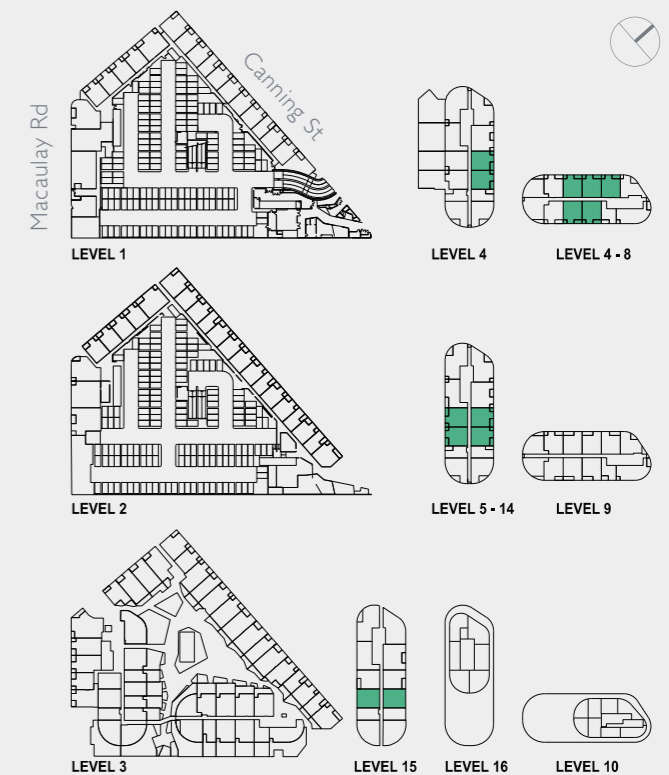 Macaulay Rd
Canning St
LEVEL 1
LEVEL 4
LEVEL 4 - 8
LEVEL 2
LEVEL 5 - 14
LEVEL 9
LEVEL 3
LEVEL 15
LEVEL 16
LEVEL 10